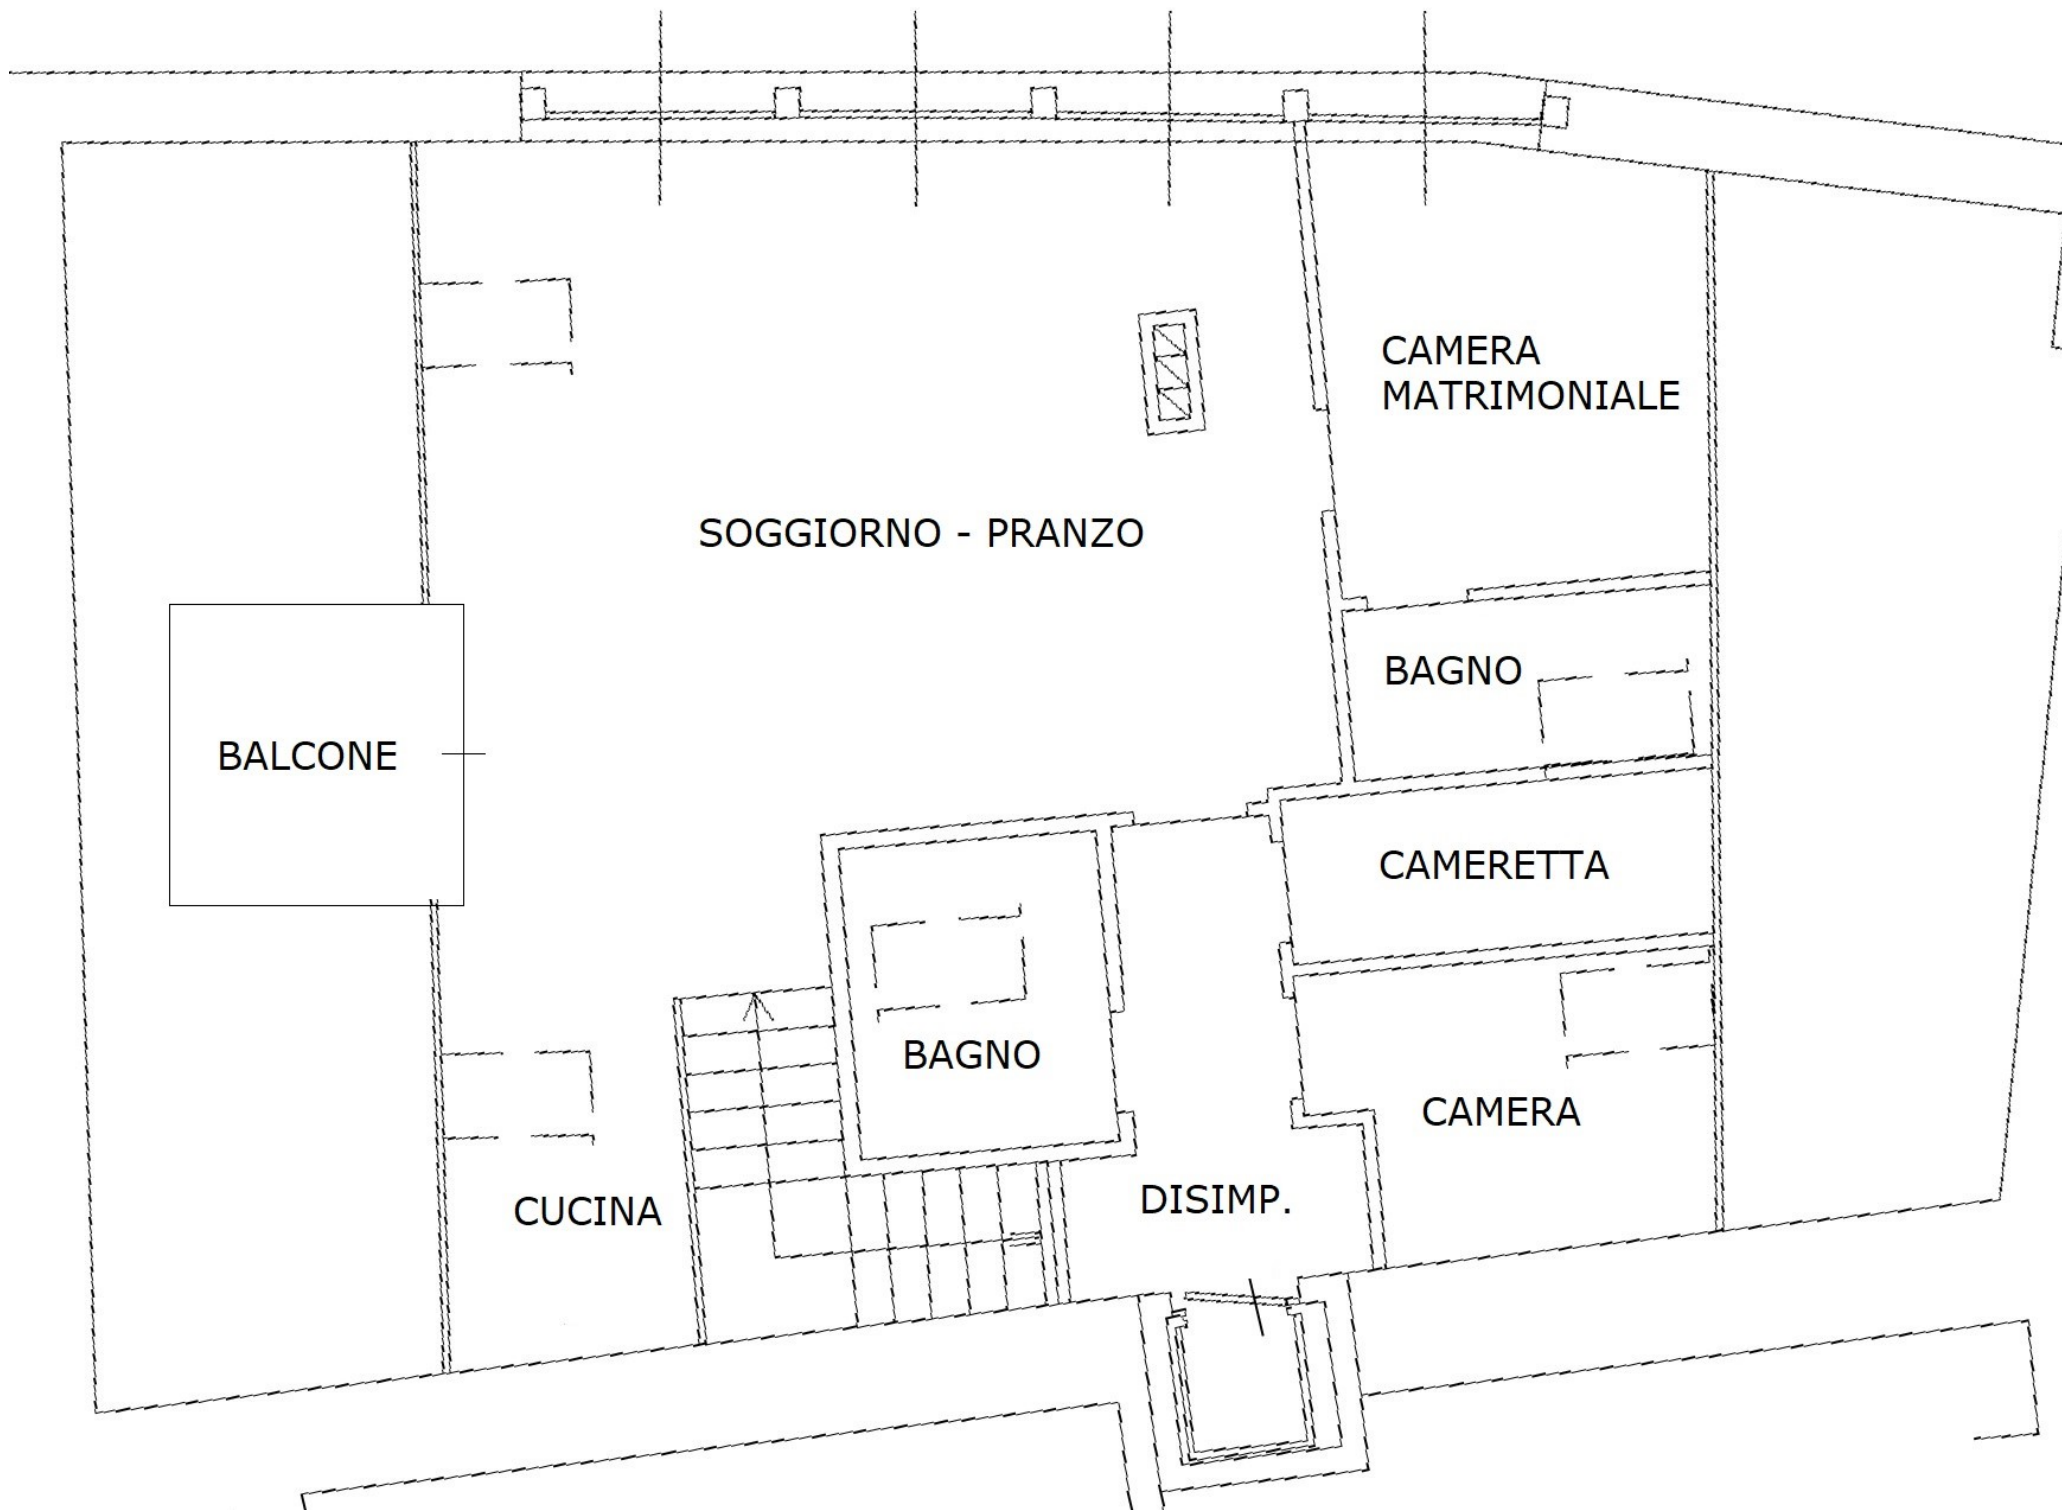 CAMERA
MATRIMONIALE
SOGGIORNO - PRANZO
BAGNO
BALCONE
CAMERETTA
BAGNO
CAMERA
CUCINA
DISIMP.